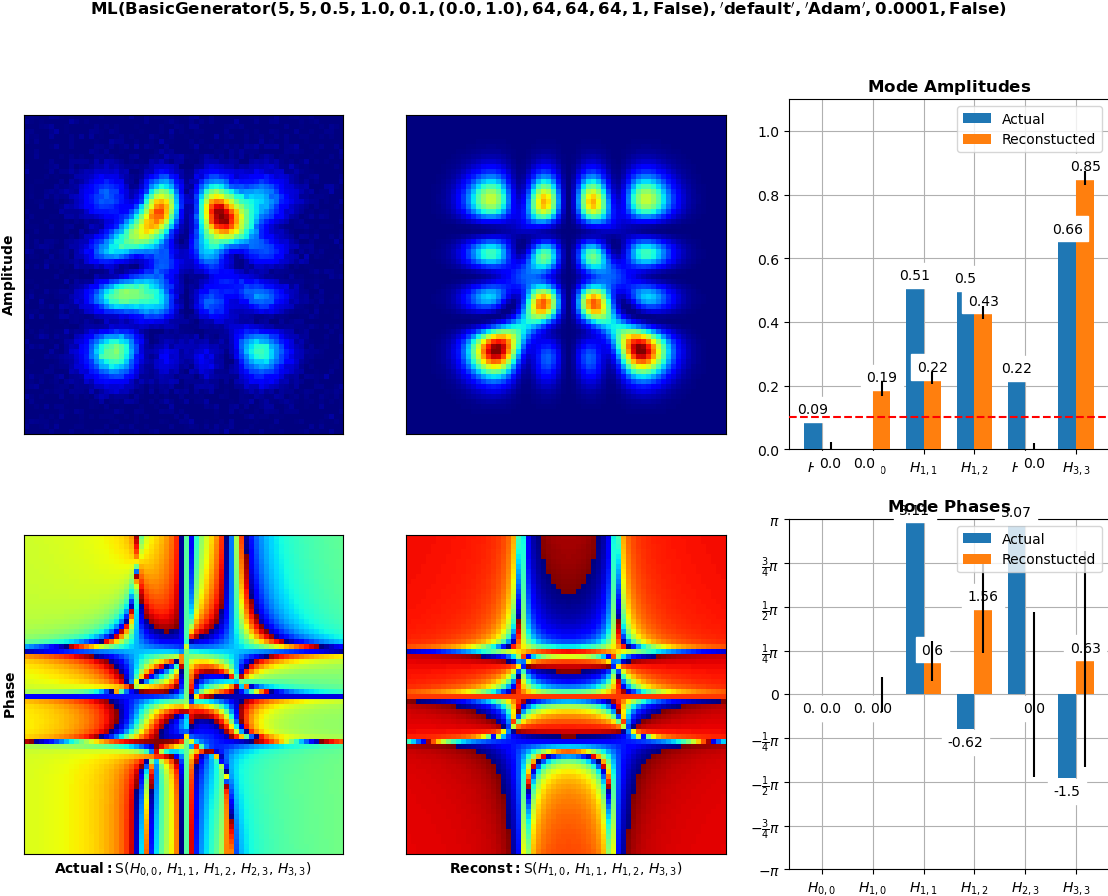 ML(BasicGenerator(5, 5, 0.5, 1.0, 0.1, (0.0, 1.0), 64, 64, 64, 1, False), 'default', 'Adam', 0.0001, False)
Amplitude
Mode Amplitudes
Actual
Reconstucted
1.0
0.8
0.6
0.4
0.2
0.0
0.09
0.0
0.0
0.19
0.51
0.22
0.5
0.43
0.22
0.0
0.66
0.85
H1,1
H1,2
H3,3
Phase
Mode Phases
Actual
Reconstucted
π
3/4π
1/2π
1/4π
0
−1/4π
−1/2π
−3/4π
−π
0.0
0.0
0.6
-0.62
1.56
3.07
0.0
-1.5
0.63
H0,0
H1,0
H1,1
H1,2
H2,3
H3,3
Actual: S(H0,0, H1,1, H1,2, H2,3, H3,3)
Reconst: S(H1,0, H1,1, H1,2, H3,3)